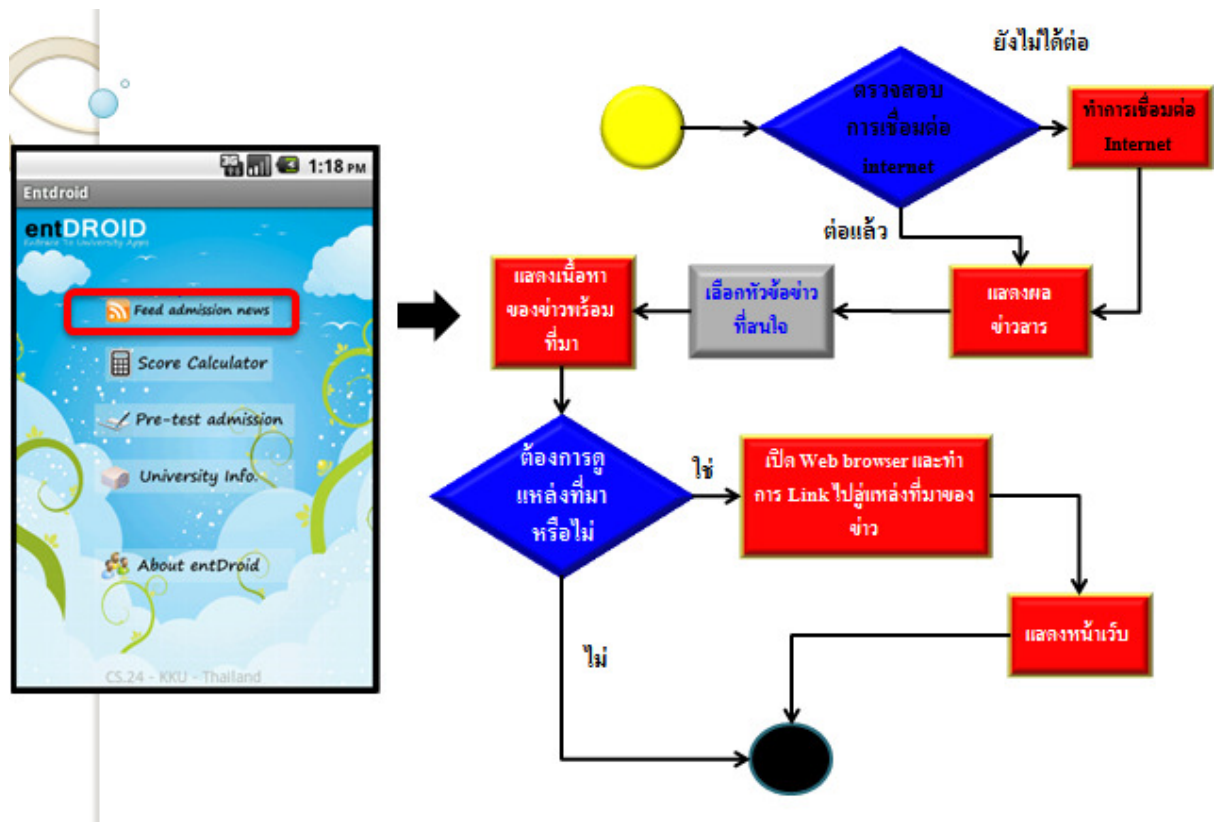 1:18 PM
Entdroid
entDROID
Entrance To University Apps
Feed admission news
Score Calculator
Pre-test admission
University Info.
About entDroid
CS.24 - KKU - Thailand
ยังไม่ได้ต่อ
ตรวจสอบ
การเชื่อมต่อ
internet
ทำการเชื่อมต่อ
Internet
ต่อแล้ว
แสดงผล
ข่าวสาร
เลือกหัวข้อข่าว
ที่สนใจ
แสดงเนื้อหา
ของข่าวพร้อม
ที่มา
ต้องการดู
แหล่งที่มา
หรือไม่
ใช่
เปิด Web browser และทำ
การ Link ไปสู่แหล่งที่มาของ
ข่าว
แสดงหน้าเว็บ
ไม่